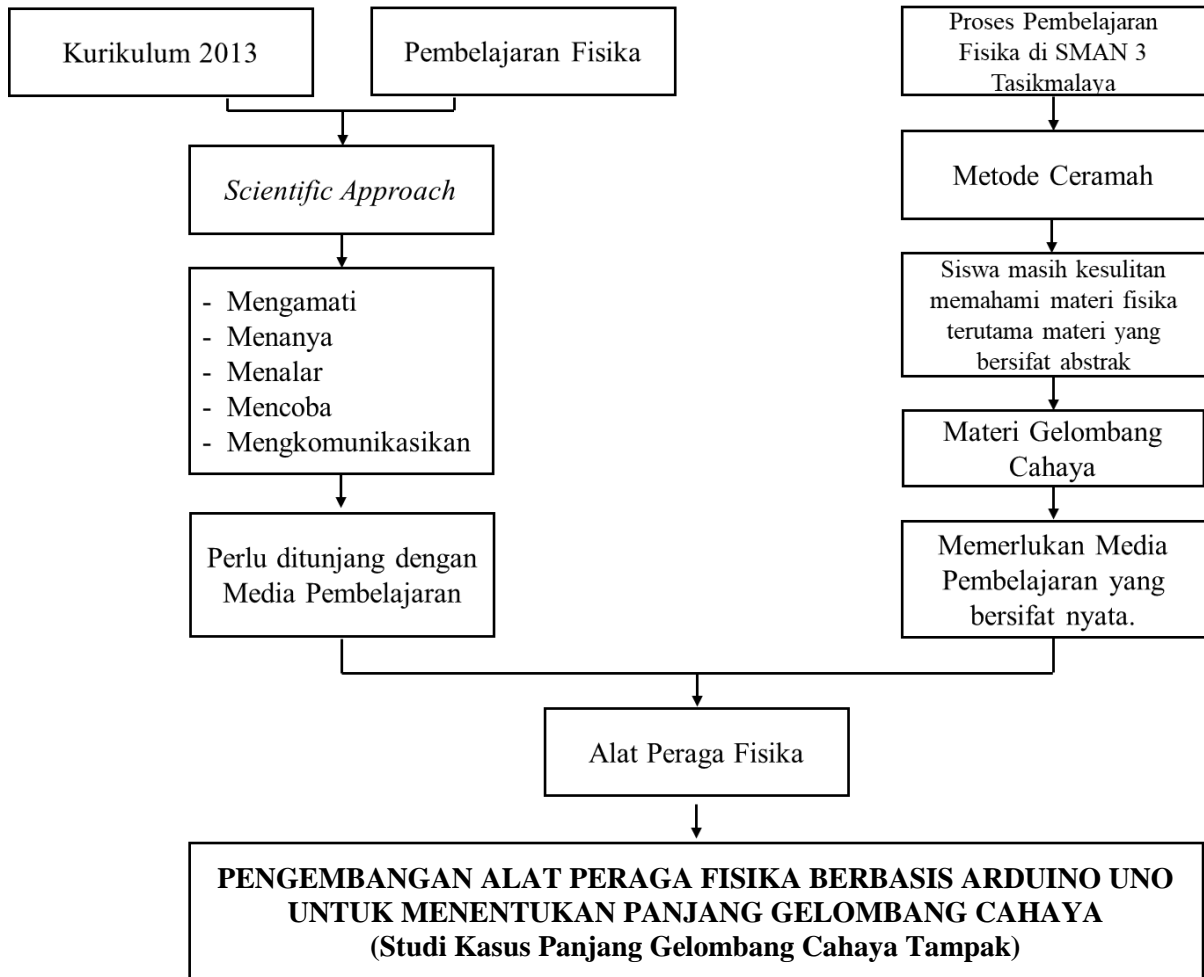 Kurikulum 2013
Pembelajaran Fisika
Scientific Approach
- Mengamati
- Menanya
- Menalar
- Mencoba
- Mengkomunikasikan
Perlu ditunjang dengan
Media Pembelajaran
Proses Pembelajaran
Fisika di SMAN 3
Tasikmalaya
Metode Ceramah
Siswa masih kesulitan
memahami materi fisika
terutama materi yang
bersifat abstrak
Materi Gelombang
Cahaya
Memerlukan Media
Pembelajaran yang
bersifat nyata.
Alat Peraga Fisika
PENGEMBANGAN ALAT PERAGA FISIKA BERBASIS ARDUINO UNO
UNTUK MENENTUKAN PANJANG GELOMBANG CAHAYA
(Studi Kasus Panjang Gelombang Cahaya Tampak)